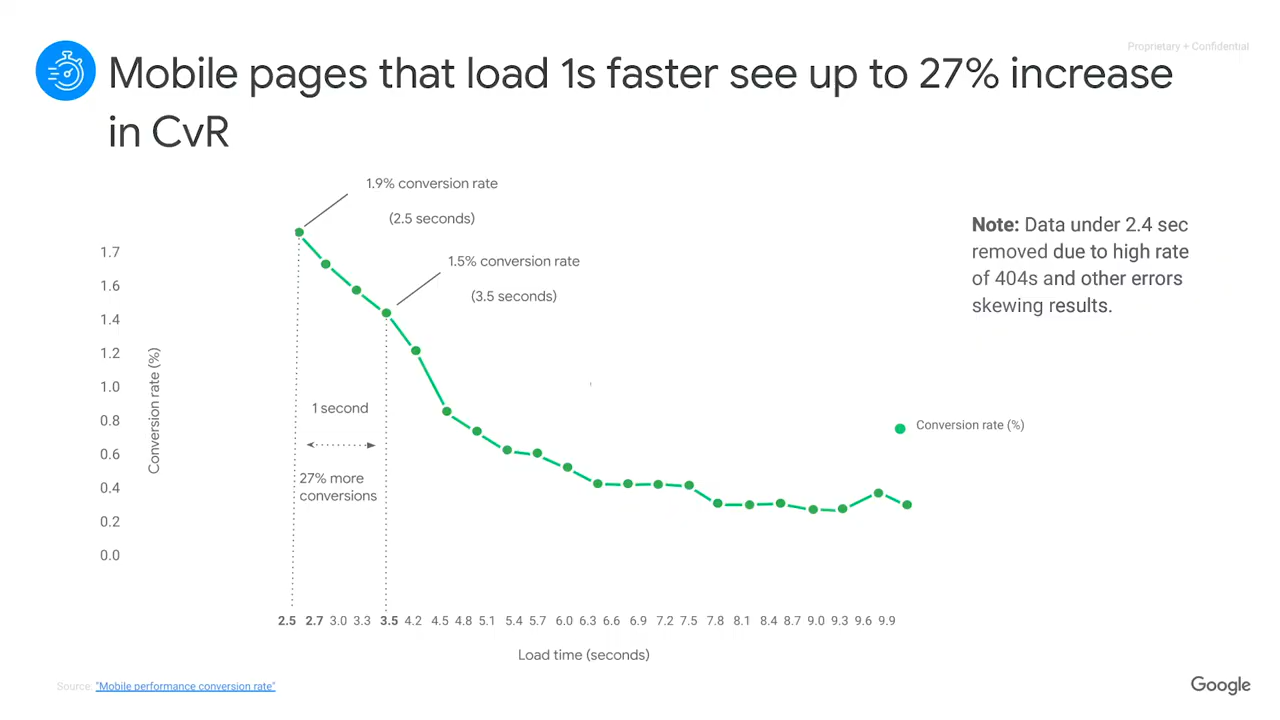 Proprietary + Confidential
Mobile pages that load 1s faster see up to 27% increase
in CvR
1.9% conversion rate
(2.5 seconds)
1.5% conversion rate
(3.5 seconds)
Note: Data under 2.4 sec
removed due to high rate
of 404s and other errors
skewing results.
1.7
1.6
1.4
1.2
1.0
0.8
0.6
0.4
0.2
0.0
Conversion rate (%)
1 second
27% more
conversions
Conversion rate (%)
2.5 2.7 3.0 3.3 3.5 4.2 4.5 4.8 5.1 5.4 5.7 6.0 6.3 6.6 6.9 7.2 7.5 7.8 8.1 8.4 8.7 9.0 9.3 9.6 9.9
Load time (seconds)
Source: "Mobile performance conversion rate"
Google